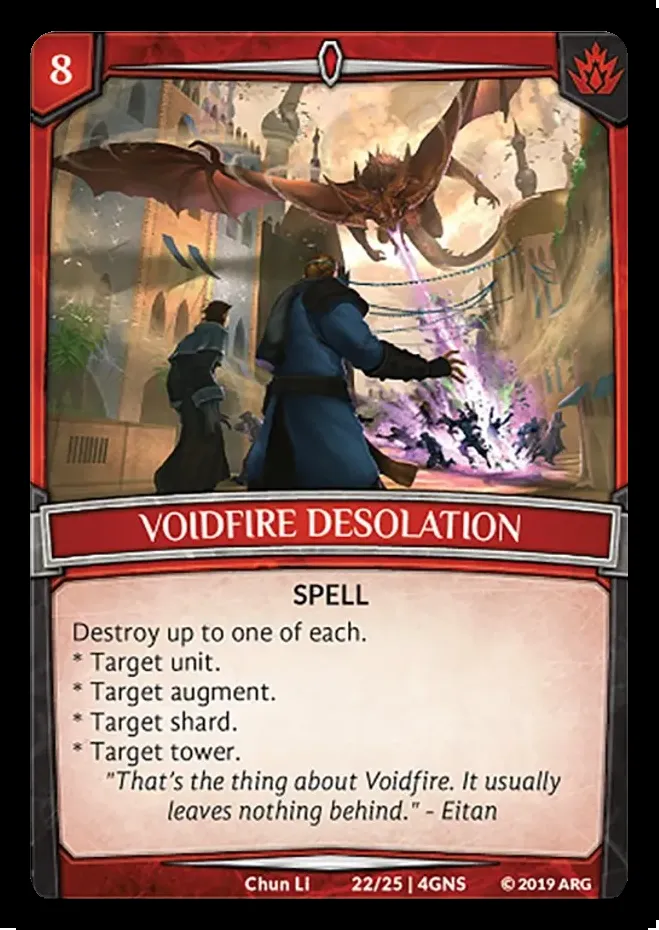 8
VOIDFIRE DESOLATION
SPELL
Destroy up to one of each.
* Target unit.
* Target augment.
* Target shard.
* Target tower.
"That's the thing about Voidfire. It usually
leaves nothing behind." - Eitan
Chun Li 22/25 | 4GNS © 2019 ARG